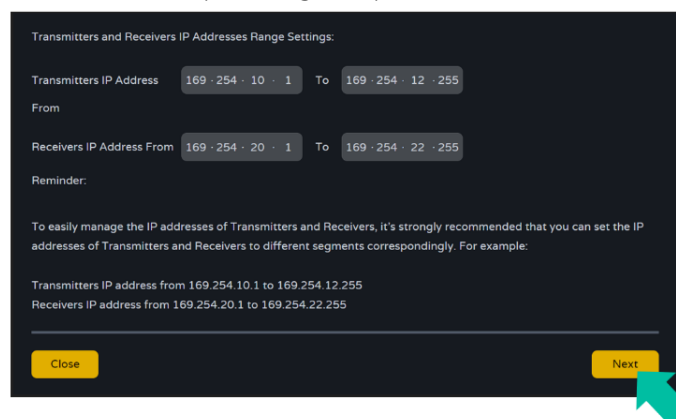 Transmitters and Receivers IP Addresses Range Settings:
Transmitters IP Address From 169 · 254 · 10 · 1 To 169 · 254 · 12 · 255
Receivers IP Address From 169 · 254 · 20 · 1 To 169 · 254 · 22 · 255
Reminder:
To easily manage the IP addresses of Transmitters and Receivers, it's strongly recommended that you can set the IP
addresses of Transmitters and Receivers to different segments correspondingly. For example:
Transmitters IP address from 169.254.10.1 to 169.254.12.255
Receivers IP address from 169.254.20.1 to 169.254.22.255
Close Next